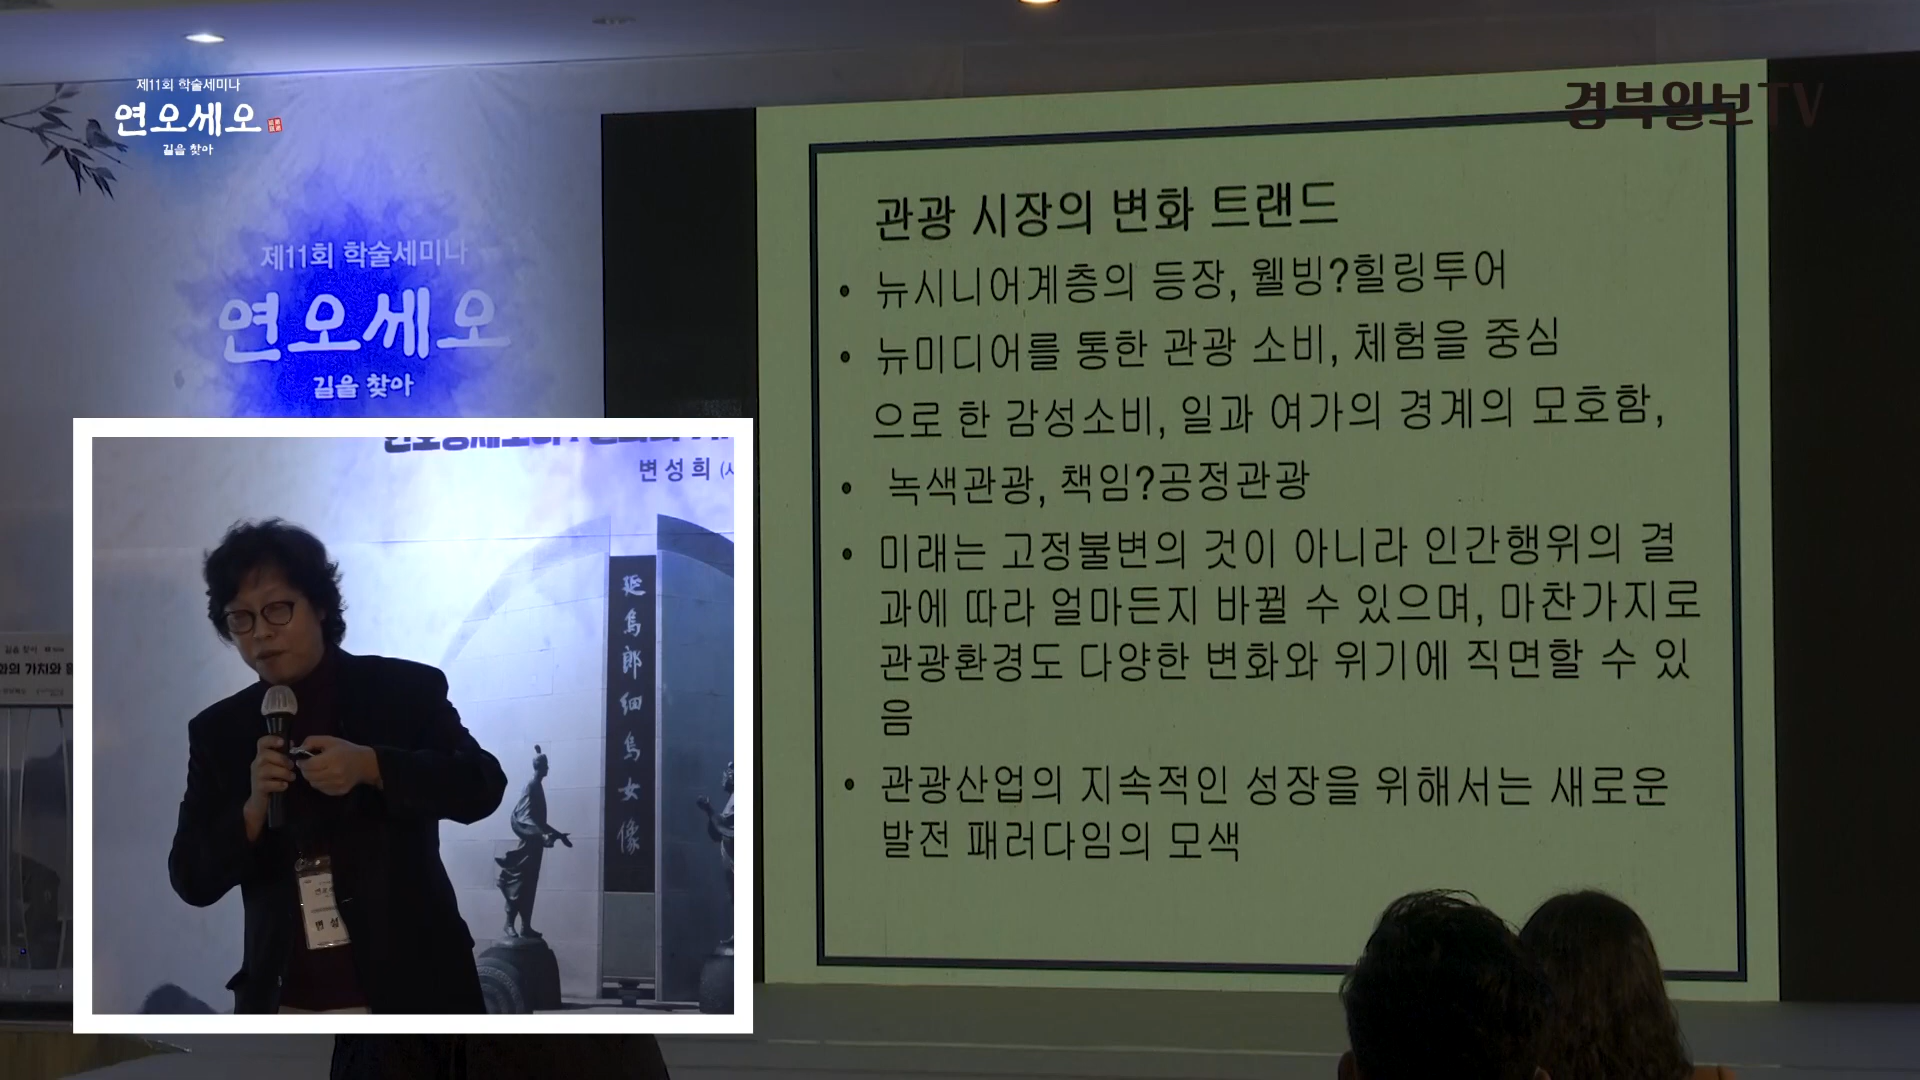 제11회 학술세미나
연오세오
길을 찾아
경북일보TV
제11회 학술세미나
연오세오
길을 찾아
관광 시장의 변화 트랜드
• 뉴시니어계층의 등장, 웰빙?힐링투어
• 뉴미디어를 통한 관광 소비, 체험을 중심
으로 한 감성소비, 일과 여가의 경계의 모호함,
• 녹색관광, 책임?공정관광
• 미래는 고정불변의 것이 아니라 인간행위의 결
과에 따라 얼마든지 바뀔 수 있으며, 마찬가지로
관광환경도 다양한 변화와 위기에 직면할 수 있
음
• 관광산업의 지속적인 성장을 위해서는 새로운
발전 패러다임의 모색
변성희
延烏郎細烏女像
변 성
길을 찾아
가치와